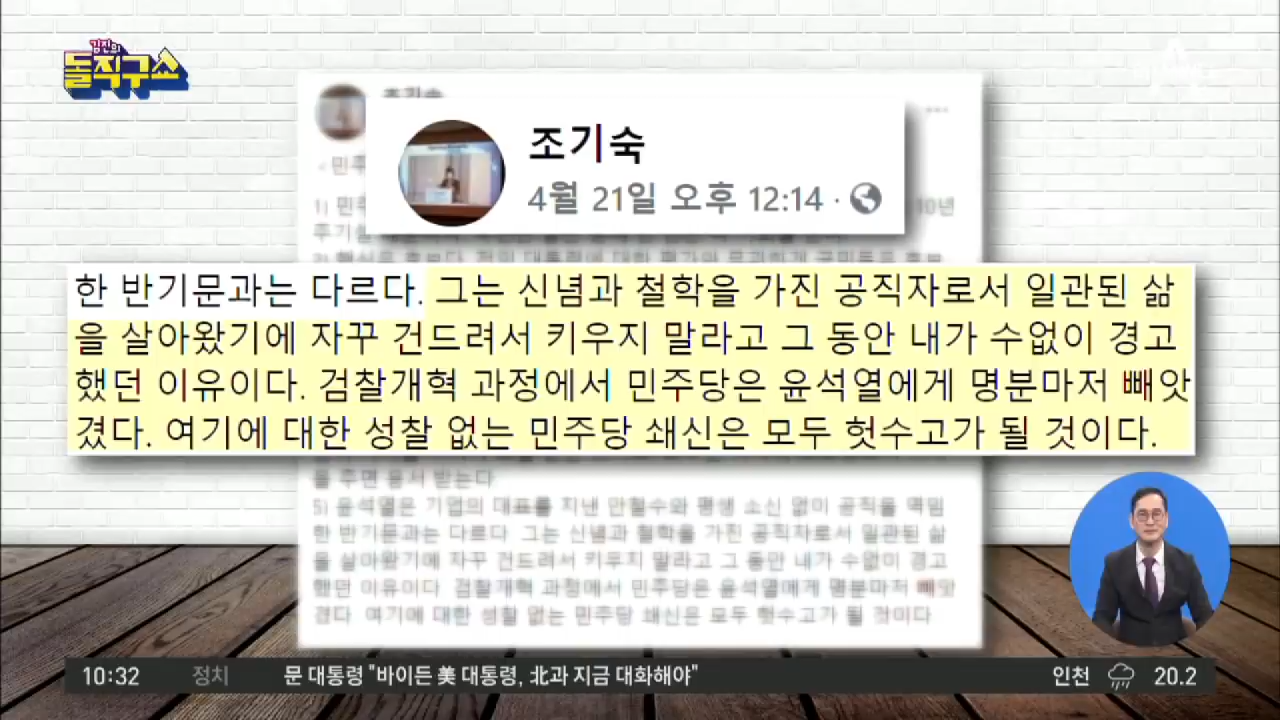 김진의
돌직구쇼
조기숙
4월 21일 오후 12:14
한 반기문과는 다르다. 그는 신념과 철학을 가진 공직자로서 일관된 삶
을 살아왔기에 자꾸 건드려서 키우지 말라고 그 동안 내가 수없이 경고
했던 이유이다. 검찰개혁 과정에서 민주당은 윤석열에게 명분마저 빼앗
겼다. 여기에 대한 성찰 없는 민주당 쇄신은 모두 헛수고가 될 것이다.
을 주면 용서 받는다
5) 윤석열은 기업의 대표를 지낸 안철수와 평생 소신 없이 공직을 역임
한 반기문과는 다르다. 그는 신념과 철학을 가진 공직자로서 일관된 삶
을 살아왔기에 자꾸 건드려서 키우지 말라고 그 동안 내가 수없이 경고
했던 이유이다. 검찰개혁 과정에서 민주당은 윤석열에게 명분마저 빼앗
겼다. 여기에 대한 성찰 없는 민주당 쇄신은 모두 헛수고가 될 것이다
10:32 정치 문 대통령 "바이든 美 대통령, 北과 지금 대화해야" 인천 20.2